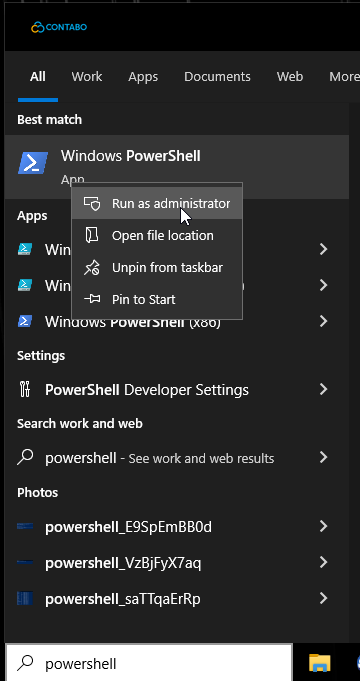 CONTABO
All Work Apps Documents Web More
Best match
Windows PowerShell
App
Run as administrator
Open file location
Unpin from taskbar
Pin to Start
Apps
Win
Win )
Windows PowerShell (x86)
Settings
PowerShell Developer Settings
Search work and web
powershell - See work and web results
Photos
powershell_E9SpEmBB0d
powershell_VzBjFyX7aq
powershell_saTTqaErRp
powershell